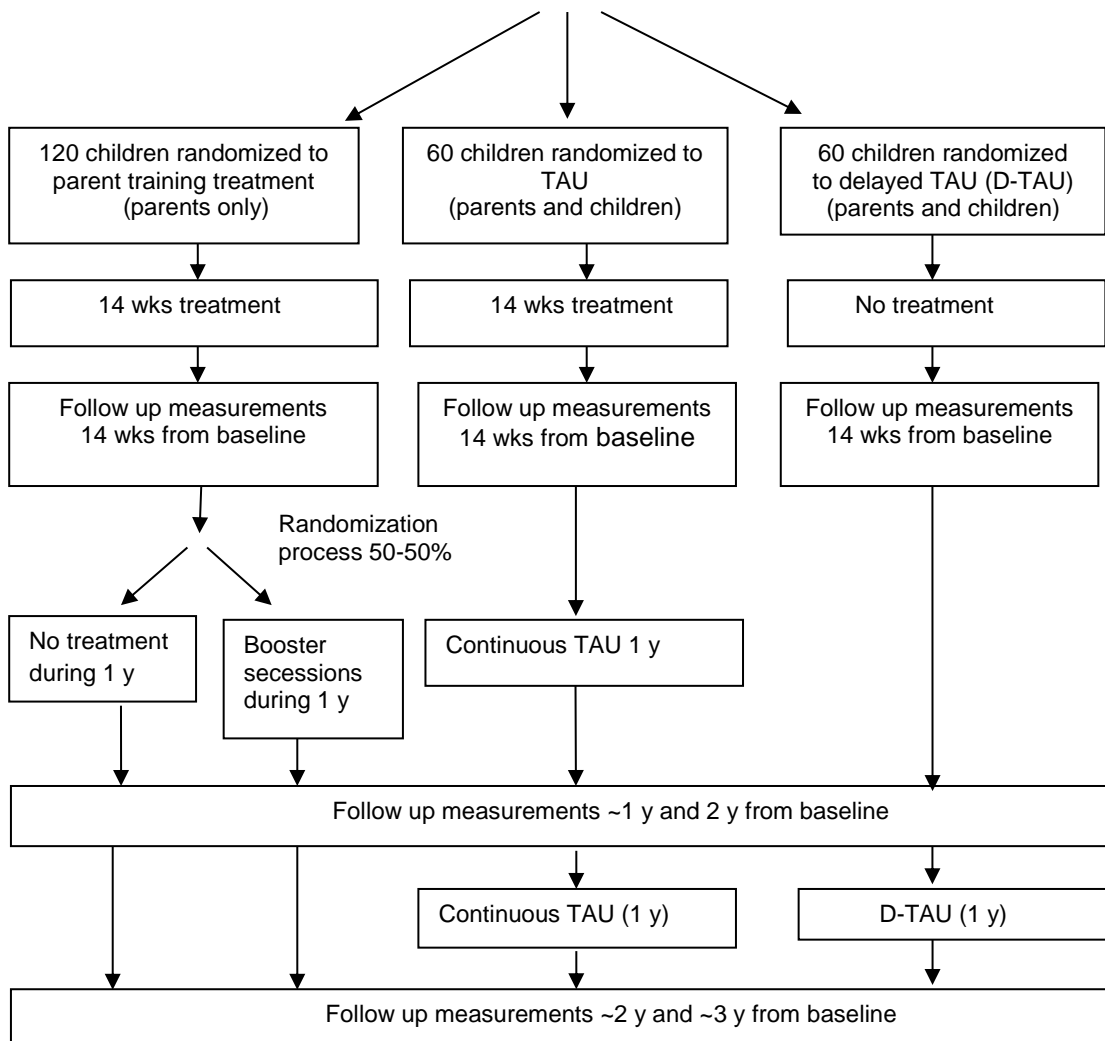 120 children randomized to
parent training treatment
(parents only)
60 children randomized to
TAU
(parents and children)
60 children randomized
to delayed TAU (D-TAU)
(parents and children)
14 wks treatment
14 wks treatment
No treatment
Follow up measurements
14 wks from baseline
Follow up measurements
14 wks from baseline
Follow up measurements
14 wks from baseline
Randomization
process 50-50%
No treatment
during 1 y
Booster
secessions
during 1 y
Continuous TAU 1 y
Follow up measurements ~1 y and 2 y from baseline
Continuous TAU (1 y)
D-TAU (1 y)
Follow up measurements ~2 y and ~3 y from baseline